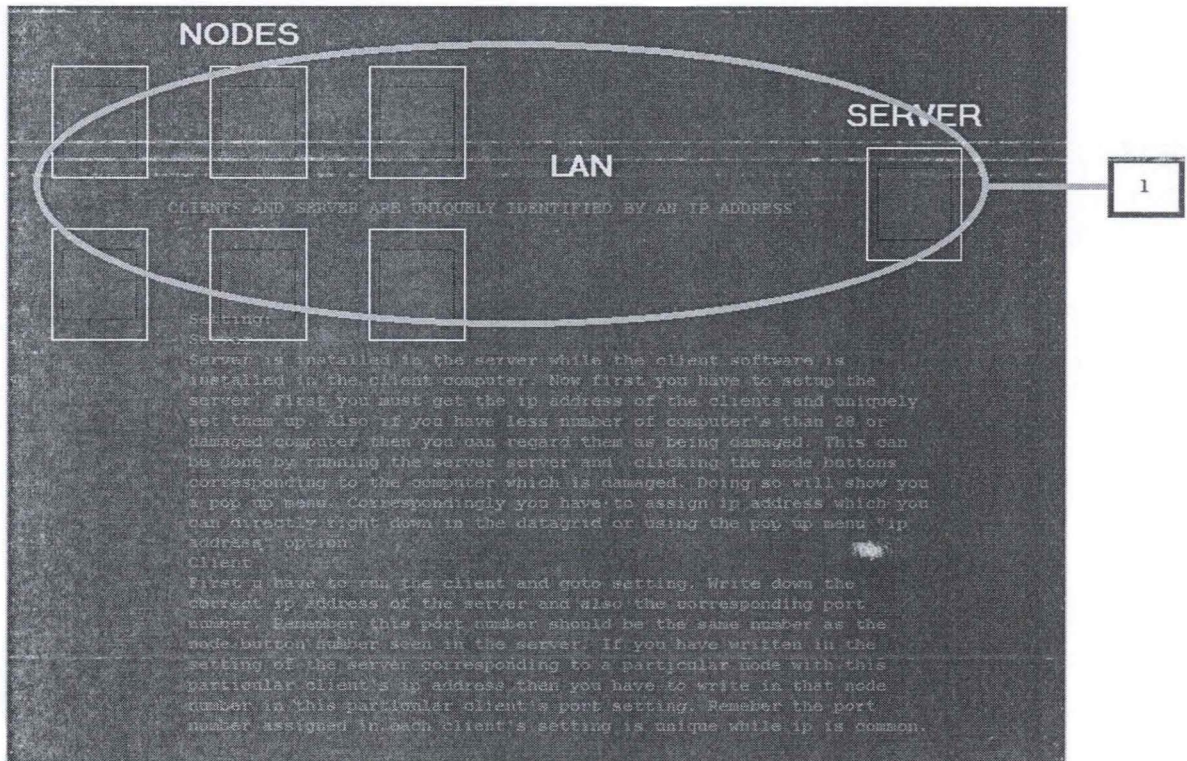 NODES
SERVER
LAN
1
CLIENTS AND SERVER ARE UNIQUELY IDENTIFIED BY AN IP ADDRESS
Setting:
Server
Server is installed in the server while the client software is
installed in the client computer. Now first you have to setup the
server. First you must get the ip address of the clients and uniquely
set them up. Also if you have less number of computer's than 28 or
damaged computer then you can regard them as being damaged. This can
be done by running the server server and clicking the node buttons
corresponding to the computer which is damaged. Doing so will show you
a pop up menu. Correspondingly you have to assign ip address which you
can directly right down in the datagrid or using the pop up menu "ip
address" option.
Client
First u have to run the client and goto setting. Write down the
correct ip address of the server and also the corresponding port
number. Remember this port number should be the same number as the
node button number seen in the server. If you have written in the
setting of the server corresponding to a particular node with this
particular client's ip address then you have to write in that node
number in this particular client's port setting. Remeber the port
number assigned in each client's setting is unique while ip is common.